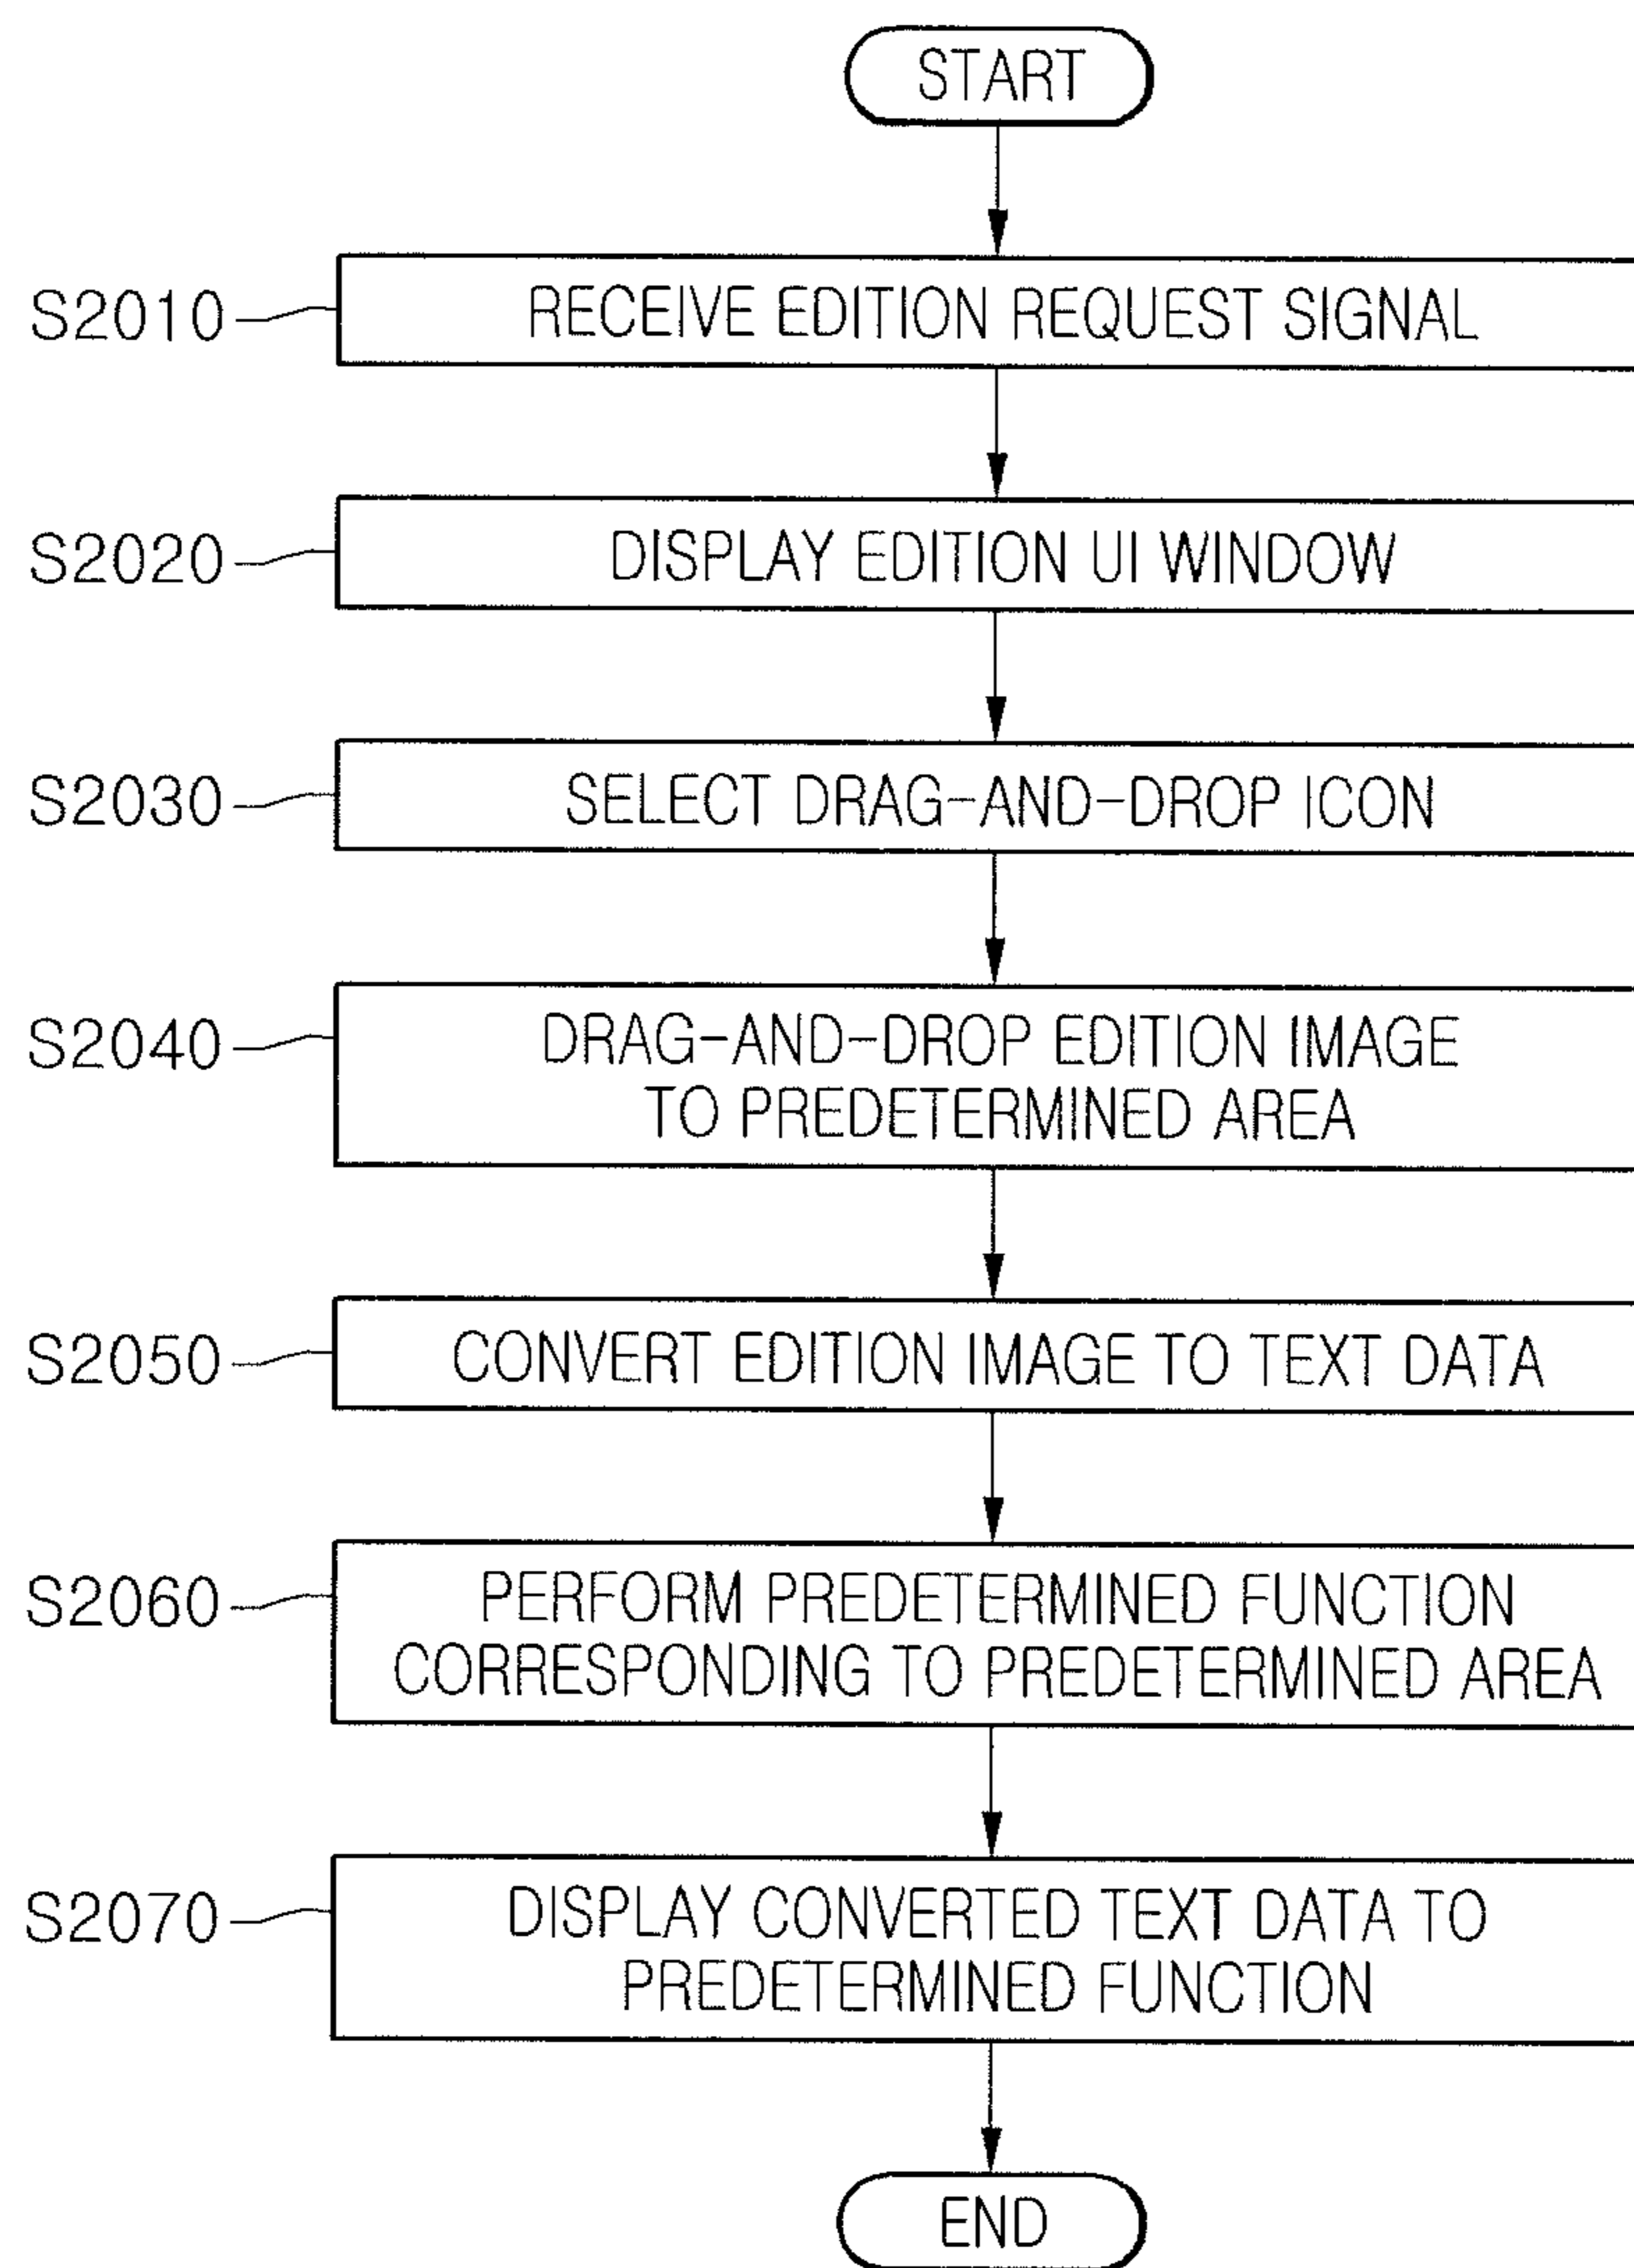 START
S2010
RECEIVE EDITION REQUEST SIGNAL
S2020
DISPLAY EDITION UI WINDOW
S2030
SELECT DRAG-AND-DROP ICON
S2040
DRAG-AND-DROP EDITION IMAGE
TO PREDETERMINED AREA
S2050
CONVERT EDITION IMAGE TO TEXT DATA
S2060
PERFORM PREDETERMINED FUNCTION
CORRESPONDING TO PREDETERMINED AREA
S2070
DISPLAY CONVERTED TEXT DATA TO
PREDETERMINED FUNCTION
END